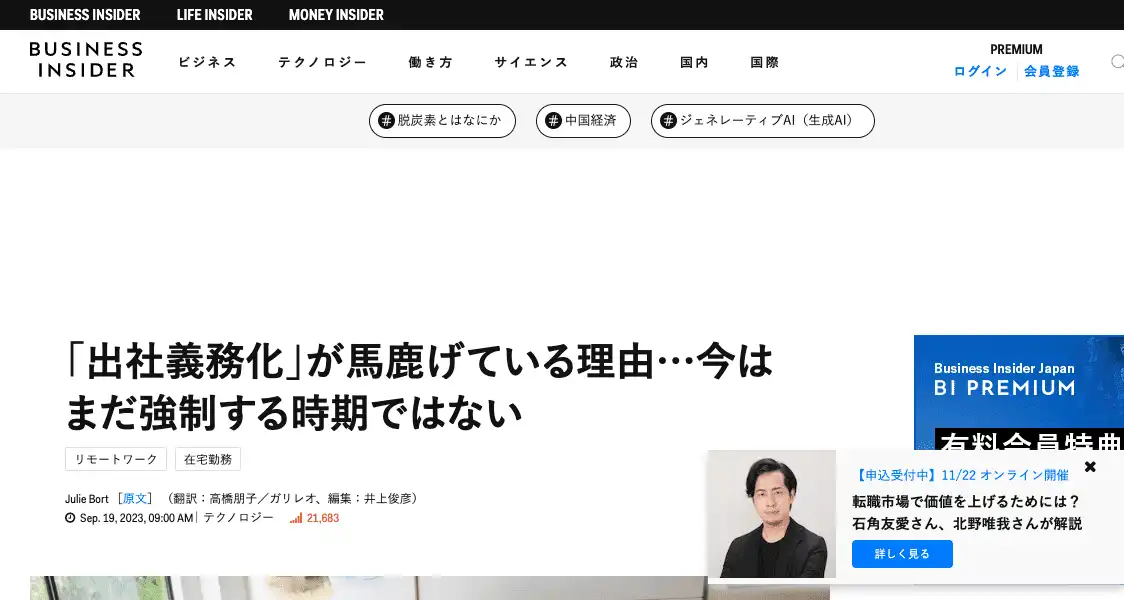 BUSINESS INSIDER LIFE INSIDER MONEY INSIDER
BUSINESS
INSIDER
ビジネス テクノロジー 働き方 サイエンス 政治 国内 国際
PREMIUM
ログイン 会員登録
# 脱炭素とはなにか # 中国経済 # ジェネレーティブAI（生成AI）
「出社義務化」が馬鹿げている理由…今は
まだ強制する時期ではない
リモートワーク 在宅勤務
Julie Bort ［原文］ （翻訳：高橋朋子／ガリレオ、編集：井上俊彦）
Sep. 19, 2023, 09:00 AM テクノロジー 21,683
Business Insider Japan
BI PREMIUM
有料会員特典
【申込受付中】11/22 オンライン開催
転職市場で価値を上げるためには？
石角友愛さん、北野唯我さんが解説
詳しく見る